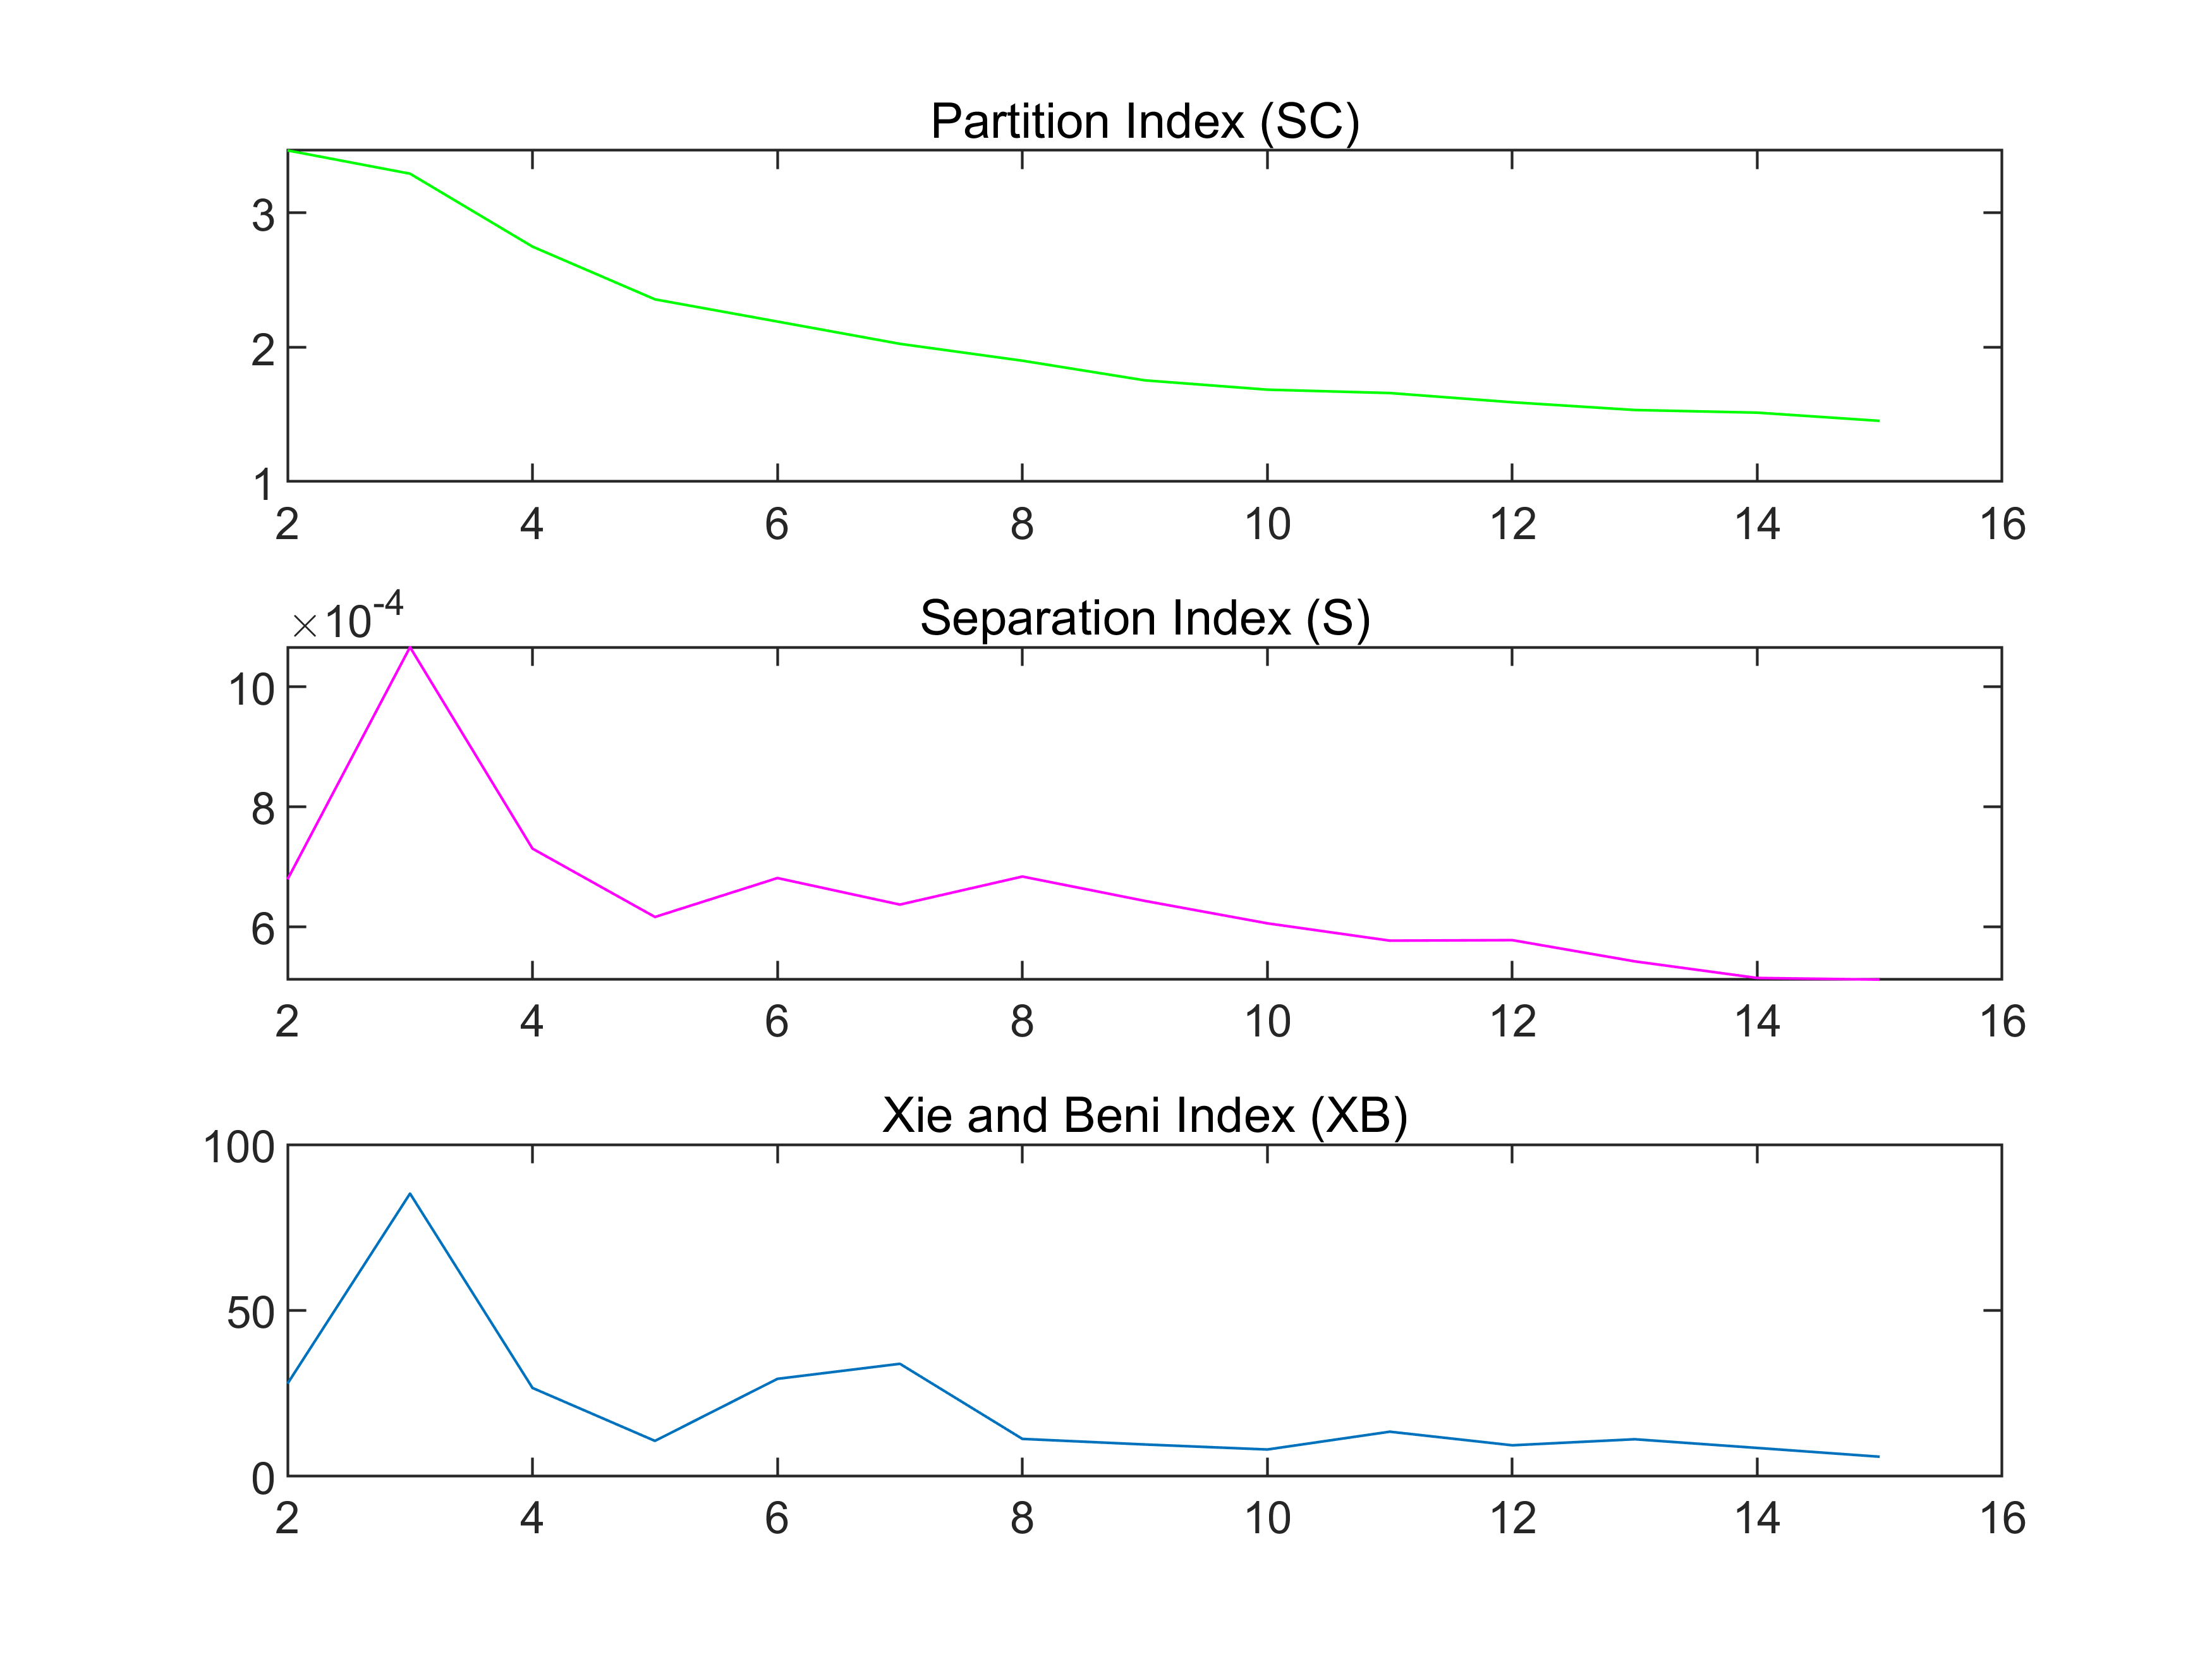 Partition Index (SC)
3
2
1
2 4 6 8 10 12 14 16
×10-4
Separation Index (S)
10
8
6
2 4 6 8 10 12 14 16
Xie and Beni Index (XB)
100
50
0
2 4 6 8 10 12 14 16